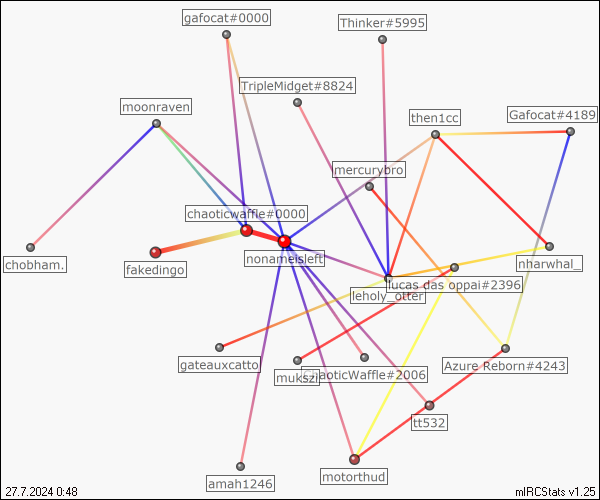 gafocat#0000
Thinker#5995
TripleMidget#8824
moonraven
then1cc
Gafocat#4189
mercurybro
chaoticwaffle#0000
nonameisleft
chobham.
fakedingo
nharwhal_
lucas das oppai#2396
leholy_otter
gateauxcatto
mukszi
ChaoticWaffle#2006
Azure Reborn#4243
tt532
amah1246
motorthud
27.7.2024 0:48
mIRCStats v1.25